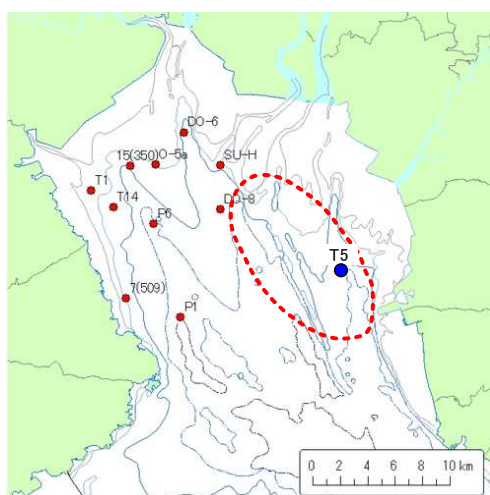 DO-6
15(350)
O-5a
SU-H
T1
T14
P6
DO-8
T5
7(509)
P1
0 2 4 6 8 10 km